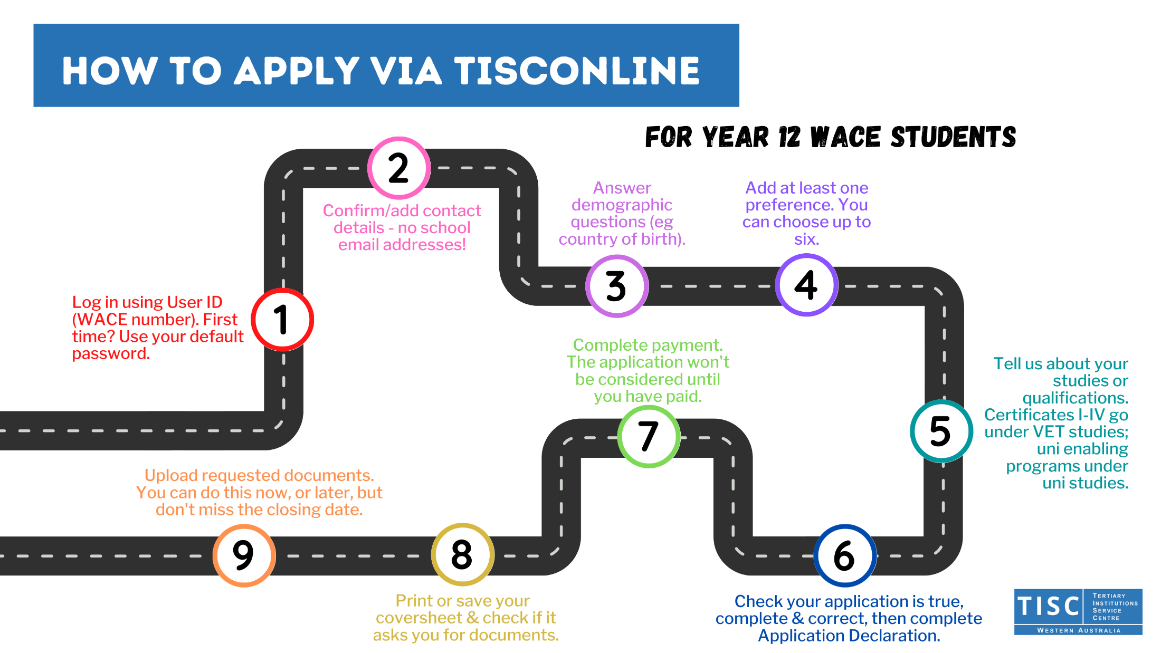 HOW TO APPLY VIA TISCONLINE
FOR YEAR 12 WACE STUDENTS
1
Log in using User ID
(WACE number). First
time? Use your default
password.
2
Confirm/add contact
details - no school
email addresses!
3
Answer
demographic
questions (eg
country of birth).
4
Add at least one
preference. You
can choose up to
six.
5
Tell us about your
studies or
qualifications.
Certificates I-IV go
under VET studies;
uni enabling
programs under
uni studies.
6
Check your application is true,
complete & correct, then complete
Application Declaration.
7
Complete payment.
The application won't
be considered until
you have paid.
8
Print or save your
coversheet & check if it
asks you for documents.
9
Upload requested documents.
You can do this now, or later, but
don't miss the closing date.
TISC
TERTIARY
INSTITUTIONS
SERVICE
CENTRE
WESTERN AUSTRALIA